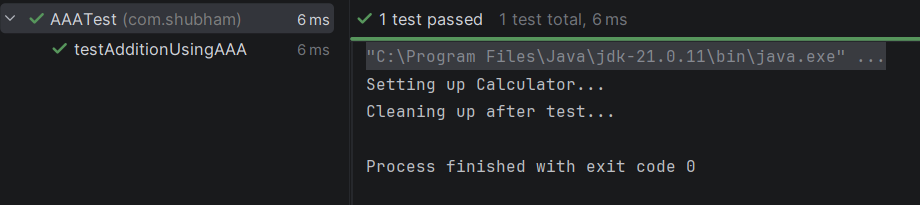 AAATest (com.shubham) 6 ms
testAdditionUsingAAA 6 ms
1 test passed 1 test total, 6 ms
"C:\Program Files\Java\jdk-21.0.11\bin\java.exe" ...
Setting up Calculator...
Cleaning up after test...
Process finished with exit code 0